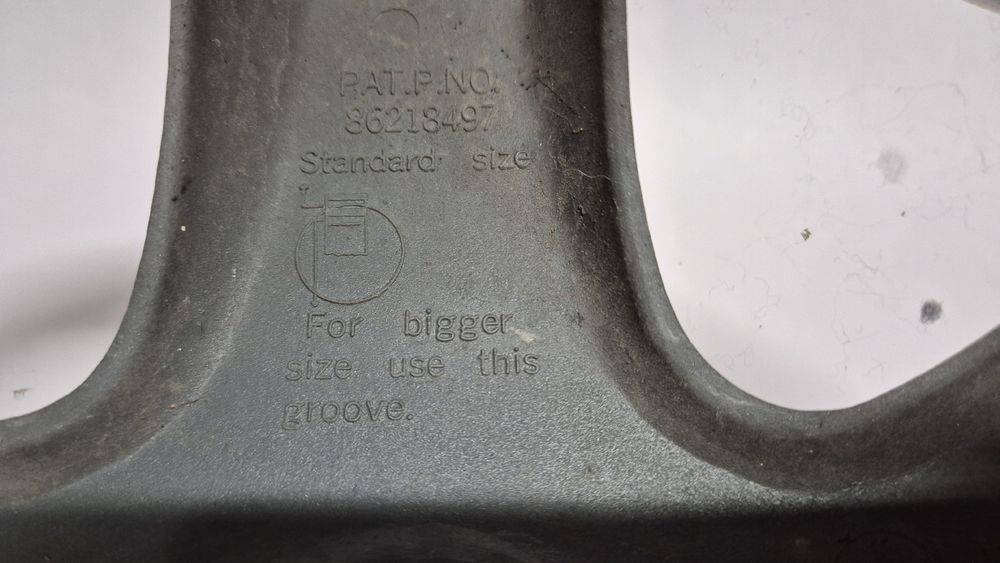 PAT.P.NO.
86218497
Standard size
L
For bigger
size use this
groove.